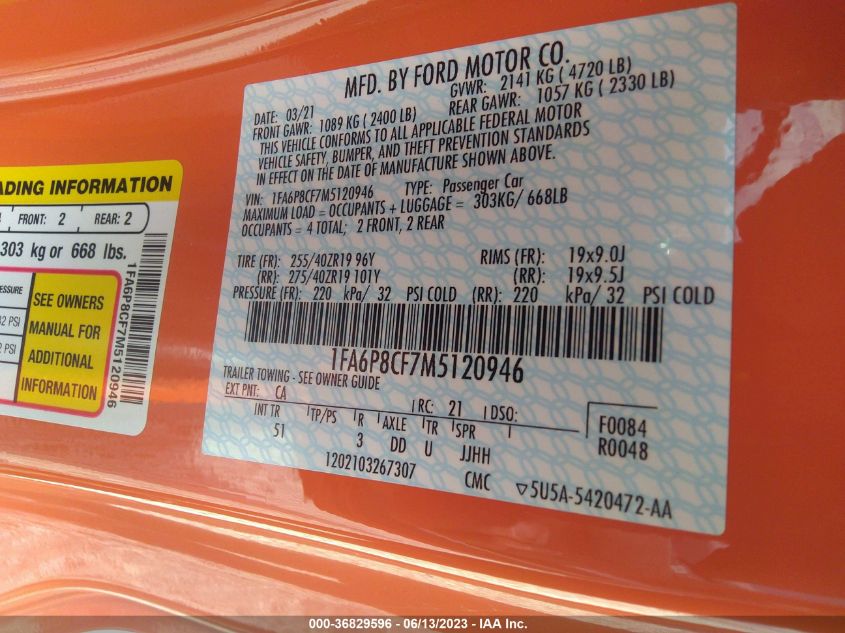 MFD. BY FORD MOTOR CO.
DATE: 03/21 GVWR: 2141 KG ( 4720 LB)
FRONT GAWR: 1089 KG ( 2400 LB) REAR GAWR: 1057 KG ( 2330 LB)
THIS VEHICLE CONFORMS TO ALL APPLICABLE FEDERAL MOTOR
VEHICLE SAFETY, BUMPER, AND THEFT PREVENTION STANDARDS
IN EFFECT ON THE DATE OF MANUFACTURE SHOWN ABOVE.
VIN: 1FA6P8CF7M5120946 TYPE: Passenger Car
MAXIMUM LOAD = OCCUPANTS + LUGGAGE = 303KG/ 668LB
OCCUPANTS = 4 TOTAL; 2 FRONT, 2 REAR
TIRE (FR): 255/40ZR19 96Y RIMS (FR): 19x9.0J
(RR): 275/40ZR19 101Y (RR): 19x9.5J
PRESSURE (FR): 220 kPa/ 32 PSI COLD (RR): 220 kPa/ 32 PSI COLD
1FA6P8CF7M5120946
TRAILER TOWING - SEE OWNER GUIDE
EXT PNT: CA RC: 21 DSO:
INT TR TP/PS R AXLE TR SPR
51 3 DD U JJHH
F0084
R0048
1202103267307 CMC 5U5A-5420472-AA
ADING INFORMATION
FRONT: 2 REAR: 2
303 kg or 668 lbs.
SEE OWNERS
MANUAL FOR
ADDITIONAL
INFORMATION
PSI
PSI
1FA6P8CF7M5120946
000-36829596 - 06/13/2023 - IAA Inc.